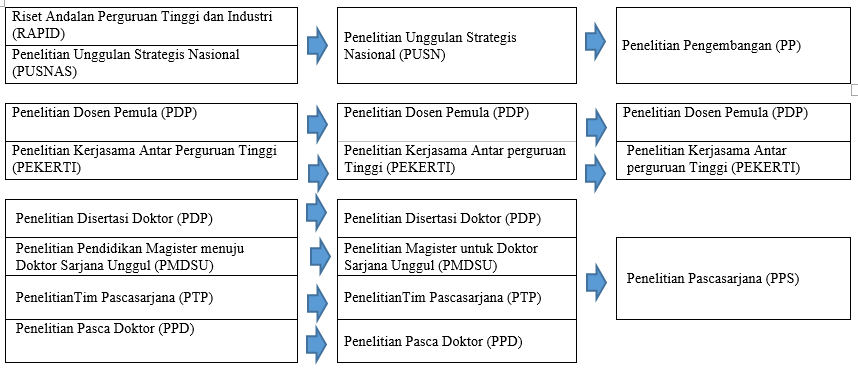 Riset Andalan Perguruan Tinggi dan Industri
(RAPID)
Penelitian Unggulan Strategis Nasional
(PUSNAS)
Penelitian Unggulan Strategis
Nasional (PUSN)
Penelitian Pengembangan (PP)
Penelitian Dosen Pemula (PDP)
Penelitian Dosen Pemula (PDP)
Penelitian Dosen Pemula (PDP)
Penelitian Kerjasama Antar Perguruan Tinggi
(PEKERTI)
Penelitian Kerjasama Antar perguruan
Tinggi (PEKERTI)
Penelitian Kerjasama Antar
perguruan Tinggi (PEKERTI)
Penelitian Disertasi Doktor (PDP)
Penelitian Disertasi Doktor (PDP)
Penelitian Pendidikan Magister menuju
Doktor Sarjana Unggul (PMDSU)
Penelitian Magister untuk Doktor
Sarjana Unggul (PMDSU)
PenelitianTim Pascasarjana (PTP)
PenelitianTim Pascasarjana (PTP)
Penelitian Pasca Doktor (PPD)
Penelitian Pasca Doktor (PPD)
Penelitian Pascasarjana (PPS)